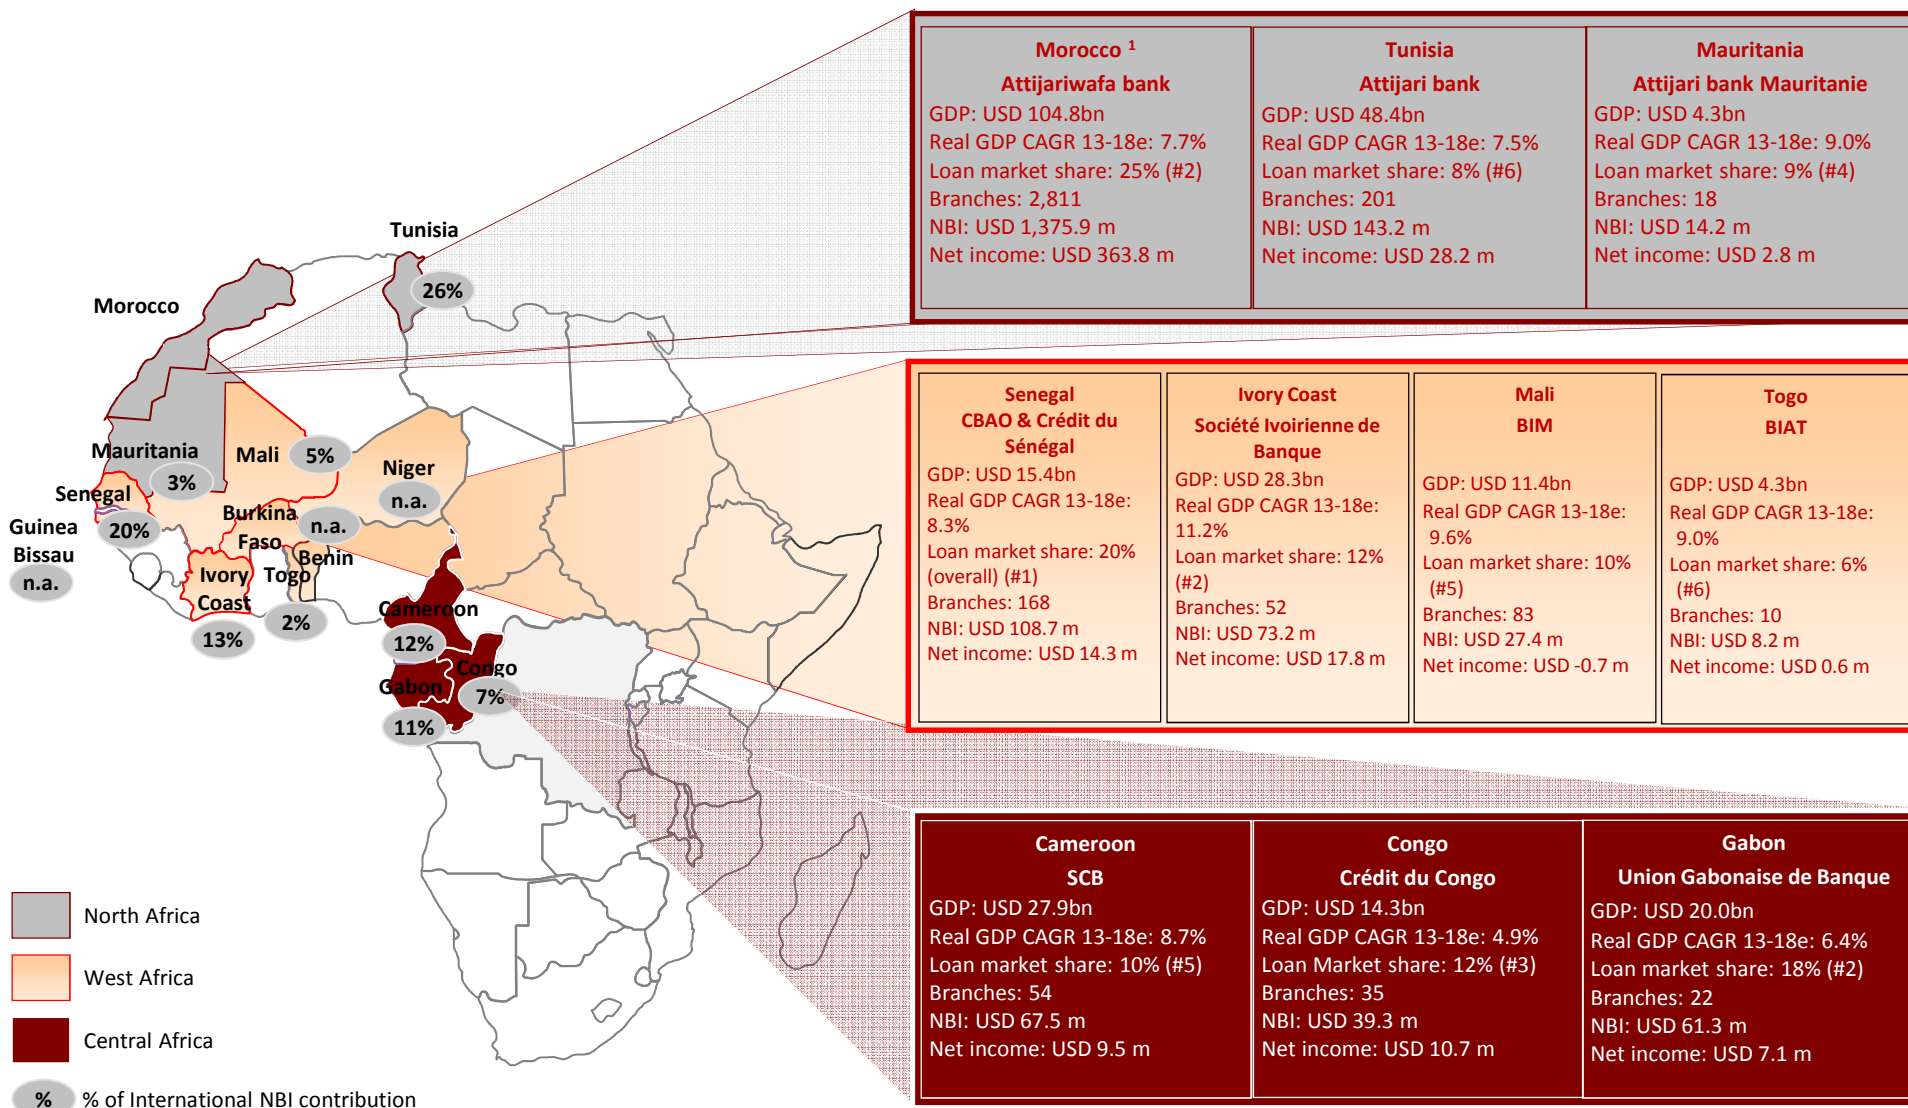 Morocco 1
Attijariwafa bank
GDP: USD 104.8bn
Real GDP CAGR 13-18e: 7.7%
Loan market share: 25% (#2)
Branches: 2,811
NBI: USD 1,375.9 m
Net income: USD 363.8 m
Tunisia
Attijari bank
GDP: USD 48.4bn
Real GDP CAGR 13-18e: 7.5%
Loan market share: 8% (#6)
Branches: 201
NBI: USD 143.2 m
Net income: USD 28.2 m
Mauritania
Attijari bank Mauritanie
GDP: USD 4.3bn
Real GDP CAGR 13-18e: 9.0%
Loan market share: 9% (#4)
Branches: 18
NBI: USD 14.2 m
Net income: USD 2.8 m
Tunisia
26%
Morocco
Mauritania
3%
Mali
5%
Niger
n.a.
Senegal
20%
Guinea
Bissau
n.a.
Burkina
Faso
n.a.
Benin
Togo
2%
Ivory
Coast
13%
Cameroon
12%
Congo
7%
Gabon
11%
Senegal
CBAO & Crédit du
Sénégal
GDP: USD 15.4bn
Real GDP CAGR 13-18e:
8.3%
Loan market share: 20%
(overall) (#1)
Branches: 168
NBI: USD 108.7 m
Net income: USD 14.3 m
Ivory Coast
Société Ivoirienne de
Banque
GDP: USD 28.3bn
Real GDP CAGR 13-18e:
11.2%
Loan market share: 12%
(#2)
Branches: 52
NBI: USD 73.2 m
Net income: USD 17.8 m
Mali
BIM
GDP: USD 11.4bn
Real GDP CAGR 13-18e:
9.6%
Loan market share: 10%
(#5)
Branches: 83
NBI: USD 27.4 m
Net income: USD -0.7 m
Togo
BIAT
GDP: USD 4.3bn
Real GDP CAGR 13-18e:
9.0%
Loan market share: 6%
(#6)
Branches: 10
NBI: USD 8.2 m
Net income: USD 0.6 m
Cameroon
SCB
GDP: USD 27.9bn
Real GDP CAGR 13-18e: 8.7%
Loan market share: 10% (#5)
Branches: 54
NBI: USD 67.5 m
Net income: USD 9.5 m
Congo
Crédit du Congo
GDP: USD 14.3bn
Real GDP CAGR 13-18e: 4.9%
Loan Market share: 12% (#3)
Branches: 35
NBI: USD 39.3 m
Net income: USD 10.7 m
Gabon
Union Gabonaise de Banque
GDP: USD 20.0bn
Real GDP CAGR 13-18e: 6.4%
Loan market share: 18% (#2)
Branches: 22
NBI: USD 61.3 m
Net income: USD 7.1 m
North Africa
West Africa
Central Africa
% % of International NBI contribution